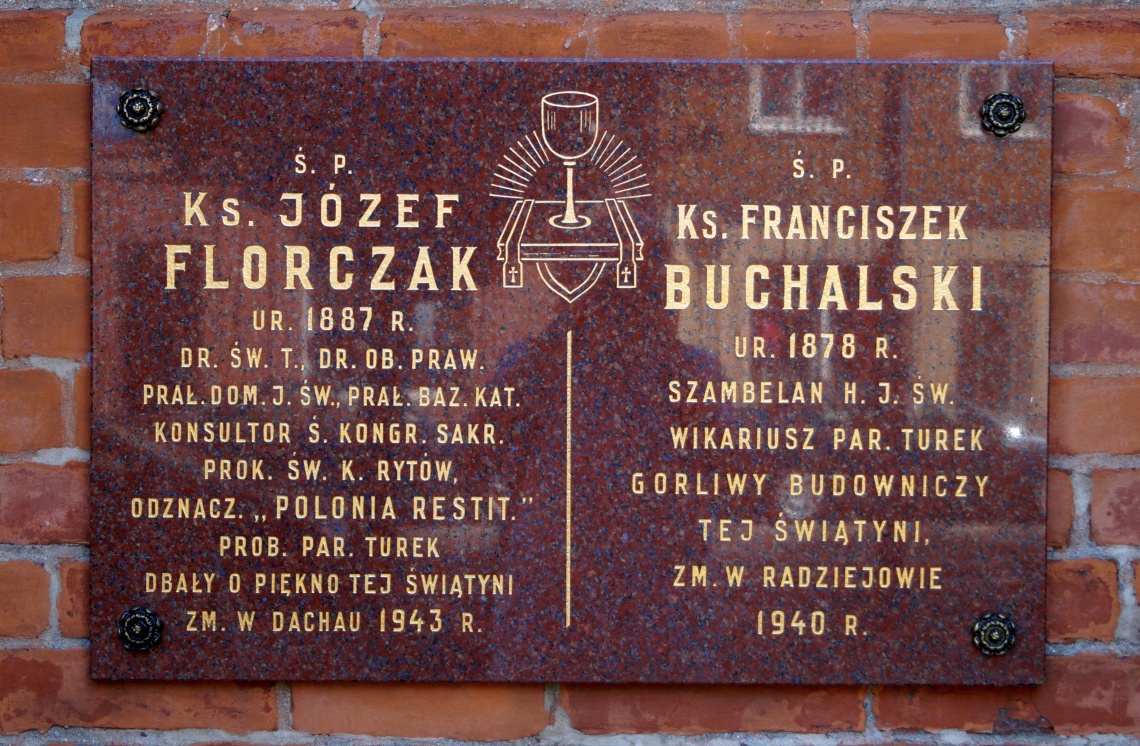 Ś. P.
Ks. JÓZEF
FLORCZAK
UR. 1887 R.
DR. ŚW. T., DR. OB. PRAW.
PRAŁ. DOM. J. ŚW., PRAŁ. BAZ. KAT.
KONSULTOR Ś. KONGR. SAKR.
PROK. ŚW. K. RYTÓW,
ODZNACZ. „POLONIA RESTIT."
PROB. PAR. TUREK
DBAŁY O PIĘKNO TEJ ŚWIĄTYNI
ZM. W DACHAU 1943 R.
Ś. P.
Ks. FRANCISZEK
BUCHALSKI
UR. 1878 R.
SZAMBELAN H. J. ŚW.
WIKARIUSZ PAR. TUREK
GORLIWY BUDOWNICZY
TEJ ŚWIĄTYNI,
ZM. W RADZIEJOWIE
1940 R.